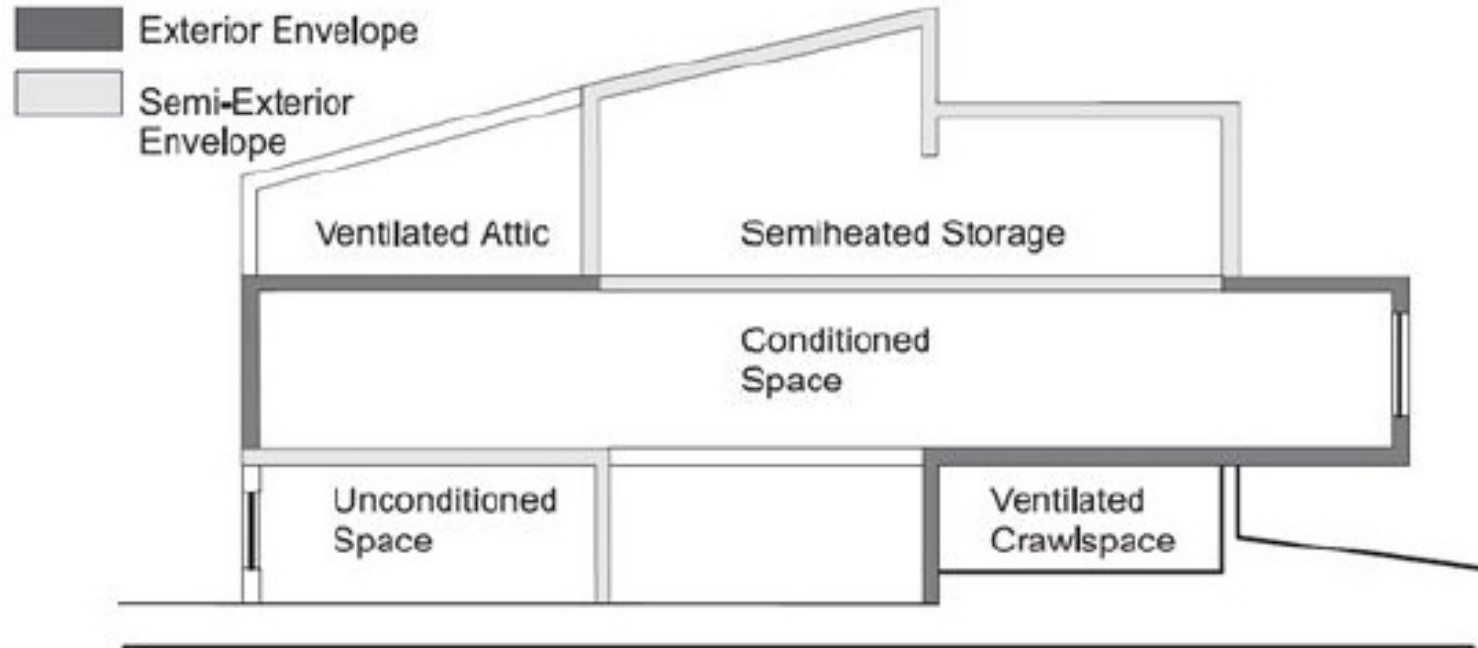 Exterior Envelope
Semi-Exterior
Envelope
Ventilated Attic
Semiheated Storage
Conditioned
Space
Unconditioned
Space
Ventilated
Crawlspace